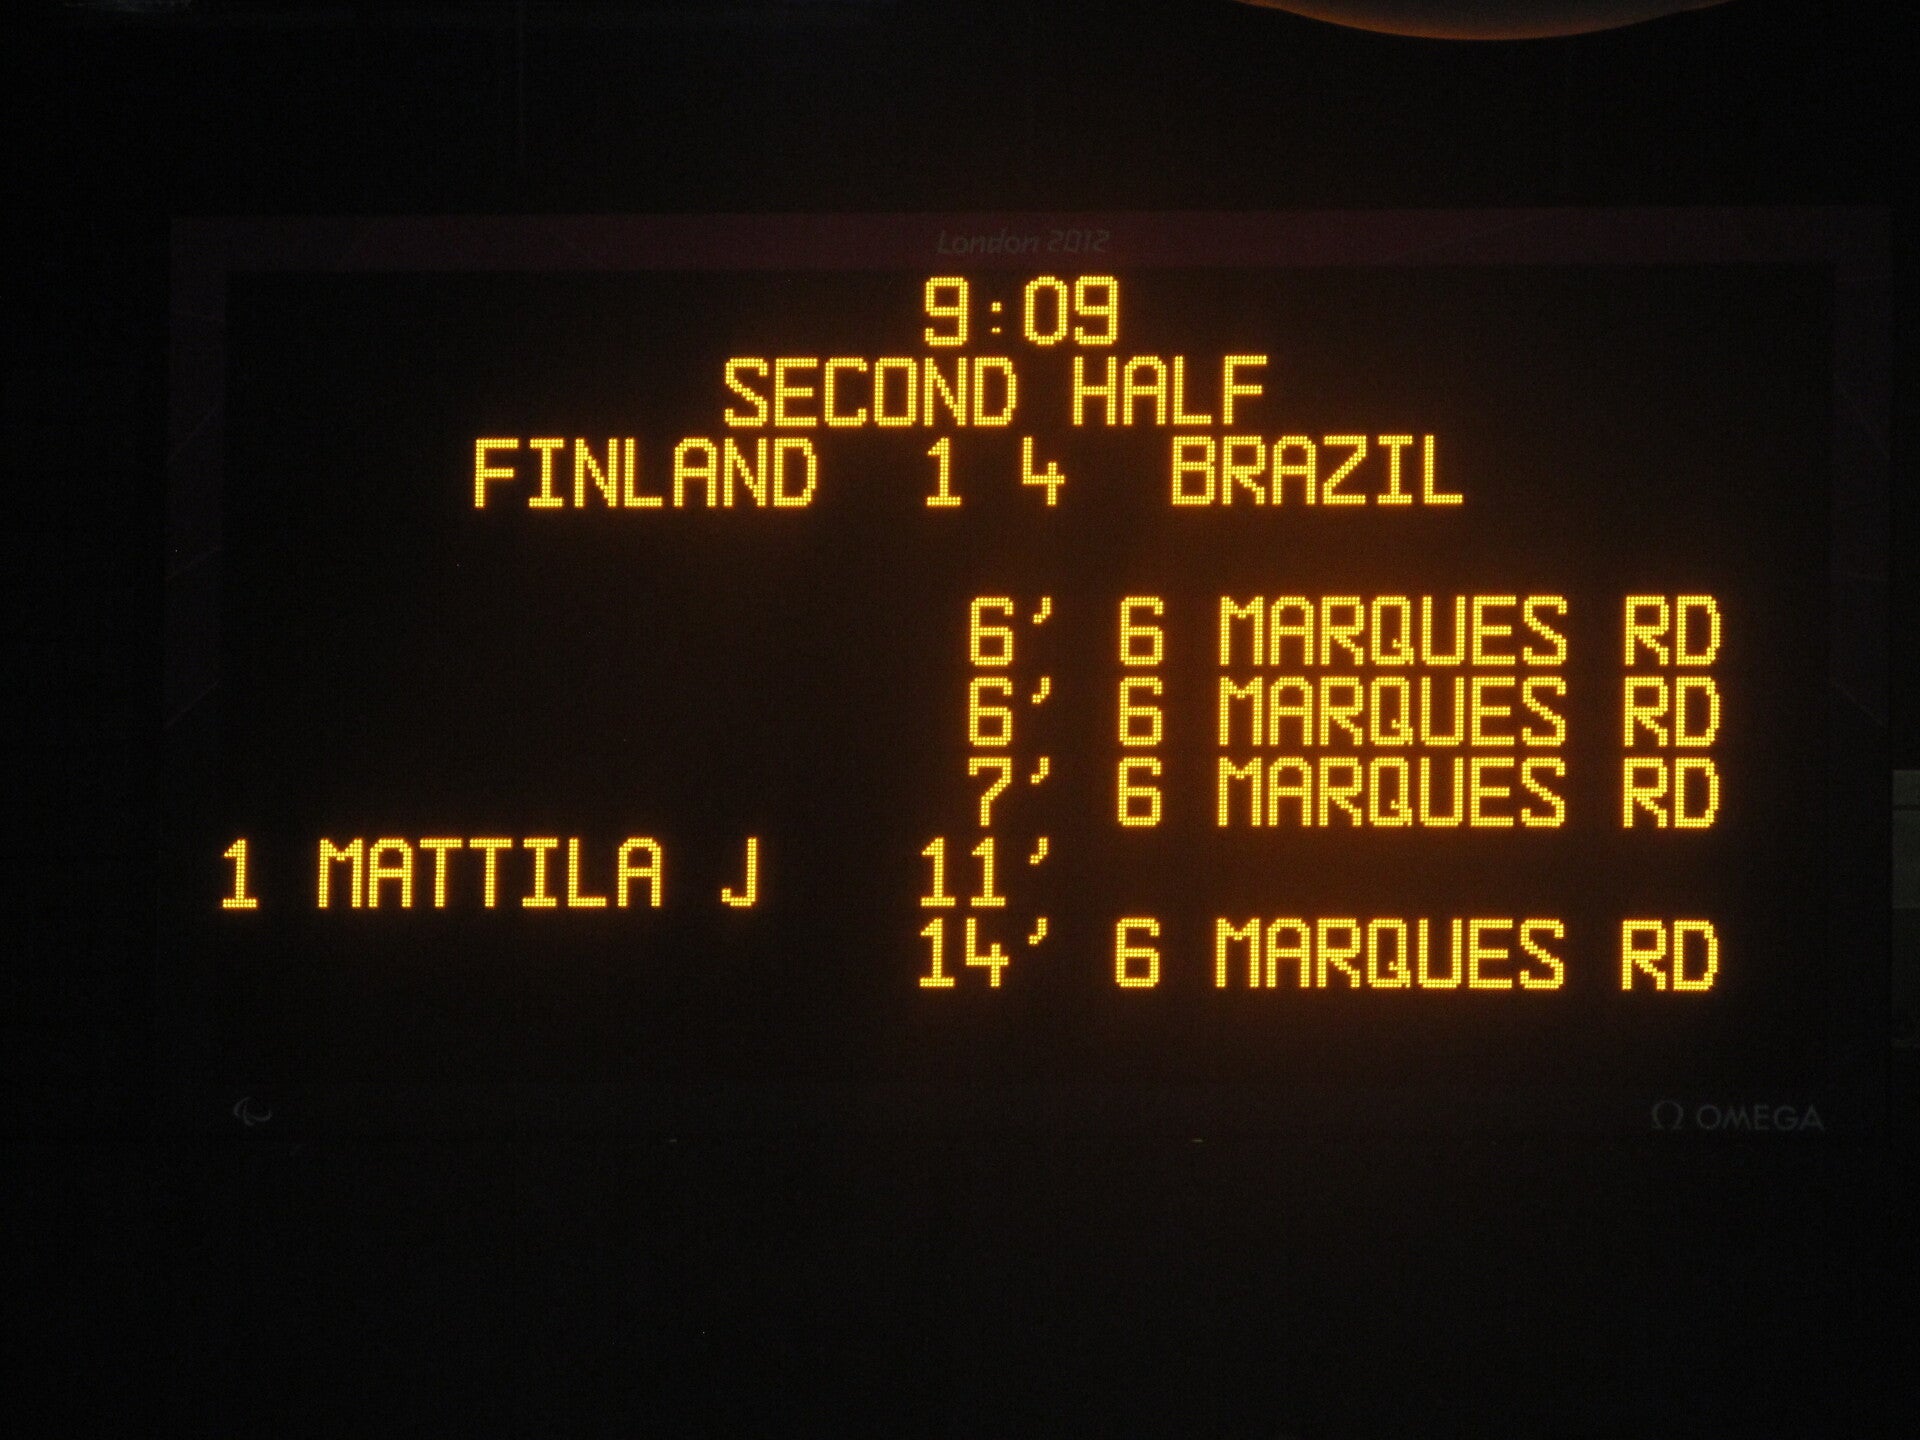 London 2012
9:09
SECOND HALF
FINLAND 1 4 BRAZIL
6' 6 MARQUES RD
6' 6 MARQUES RD
7' 6 MARQUES RD
1 MATTILA J 11'
14' 6 MARQUES RD
Ω OMEGA